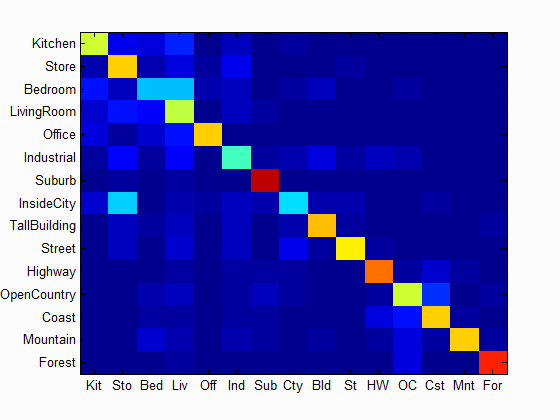 Kitchen
Store
Bedroom
LivingRoom
Office
Industrial
Suburb
InsideCity
TallBuilding
Street
Highway
OpenCountry
Coast
Mountain
Forest
Kit Sto Bed Liv Off Ind Sub Cty Bld St HW OC Cst Mnt For